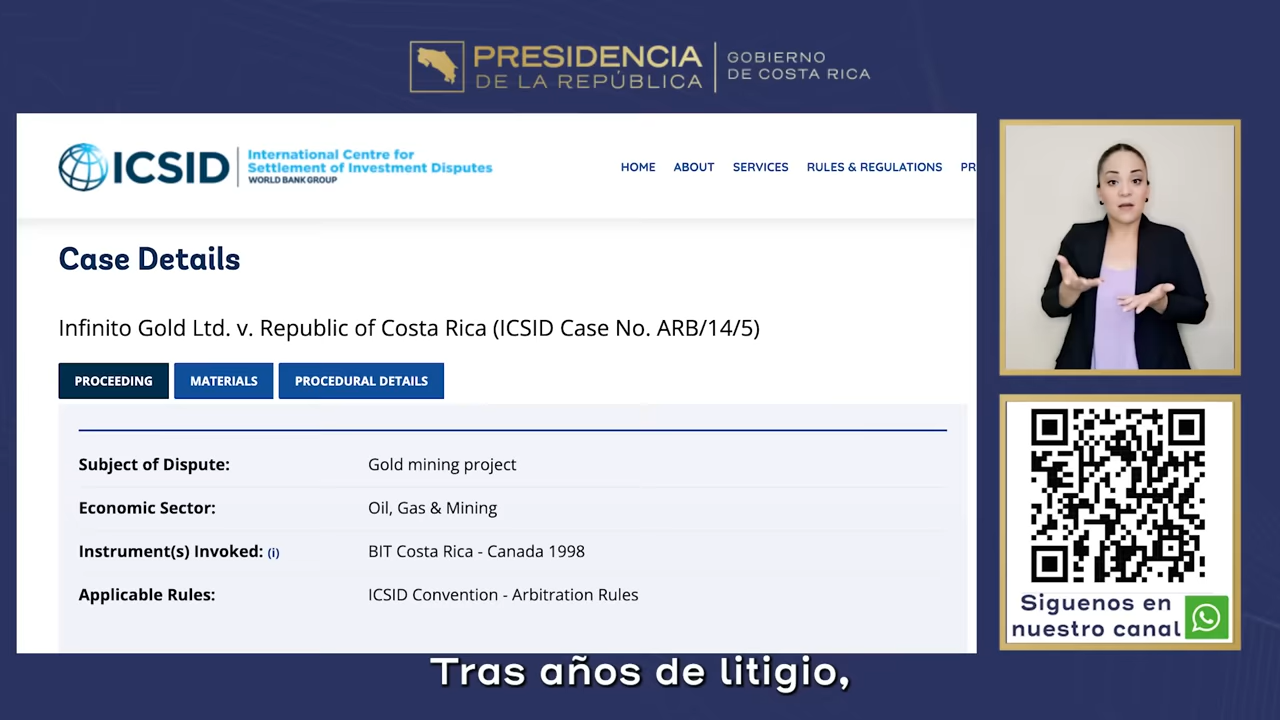 PRESIDENCIA
DE LA REPÚBLICA
GOBIERNO
DE COSTA RICA
ICSID
International Centre for
Settlement of Investment Disputes
WORLD BANK GROUP
HOME ABOUT SERVICES RULES & REGULATIONS PR
Case Details
Infinito Gold Ltd. v. Republic of Costa Rica (ICSID Case No. ARB/14/5)
PROCEEDING MATERIALS PROCEDURAL DETAILS
Subject of Dispute: Gold mining project
Economic Sector: Oil, Gas & Mining
Instrument(s) Invoked: (i) BIT Costa Rica - Canada 1998
Applicable Rules: ICSID Convention - Arbitration Rules
Siguenos en
nuestro canal
Tras años de litigio,